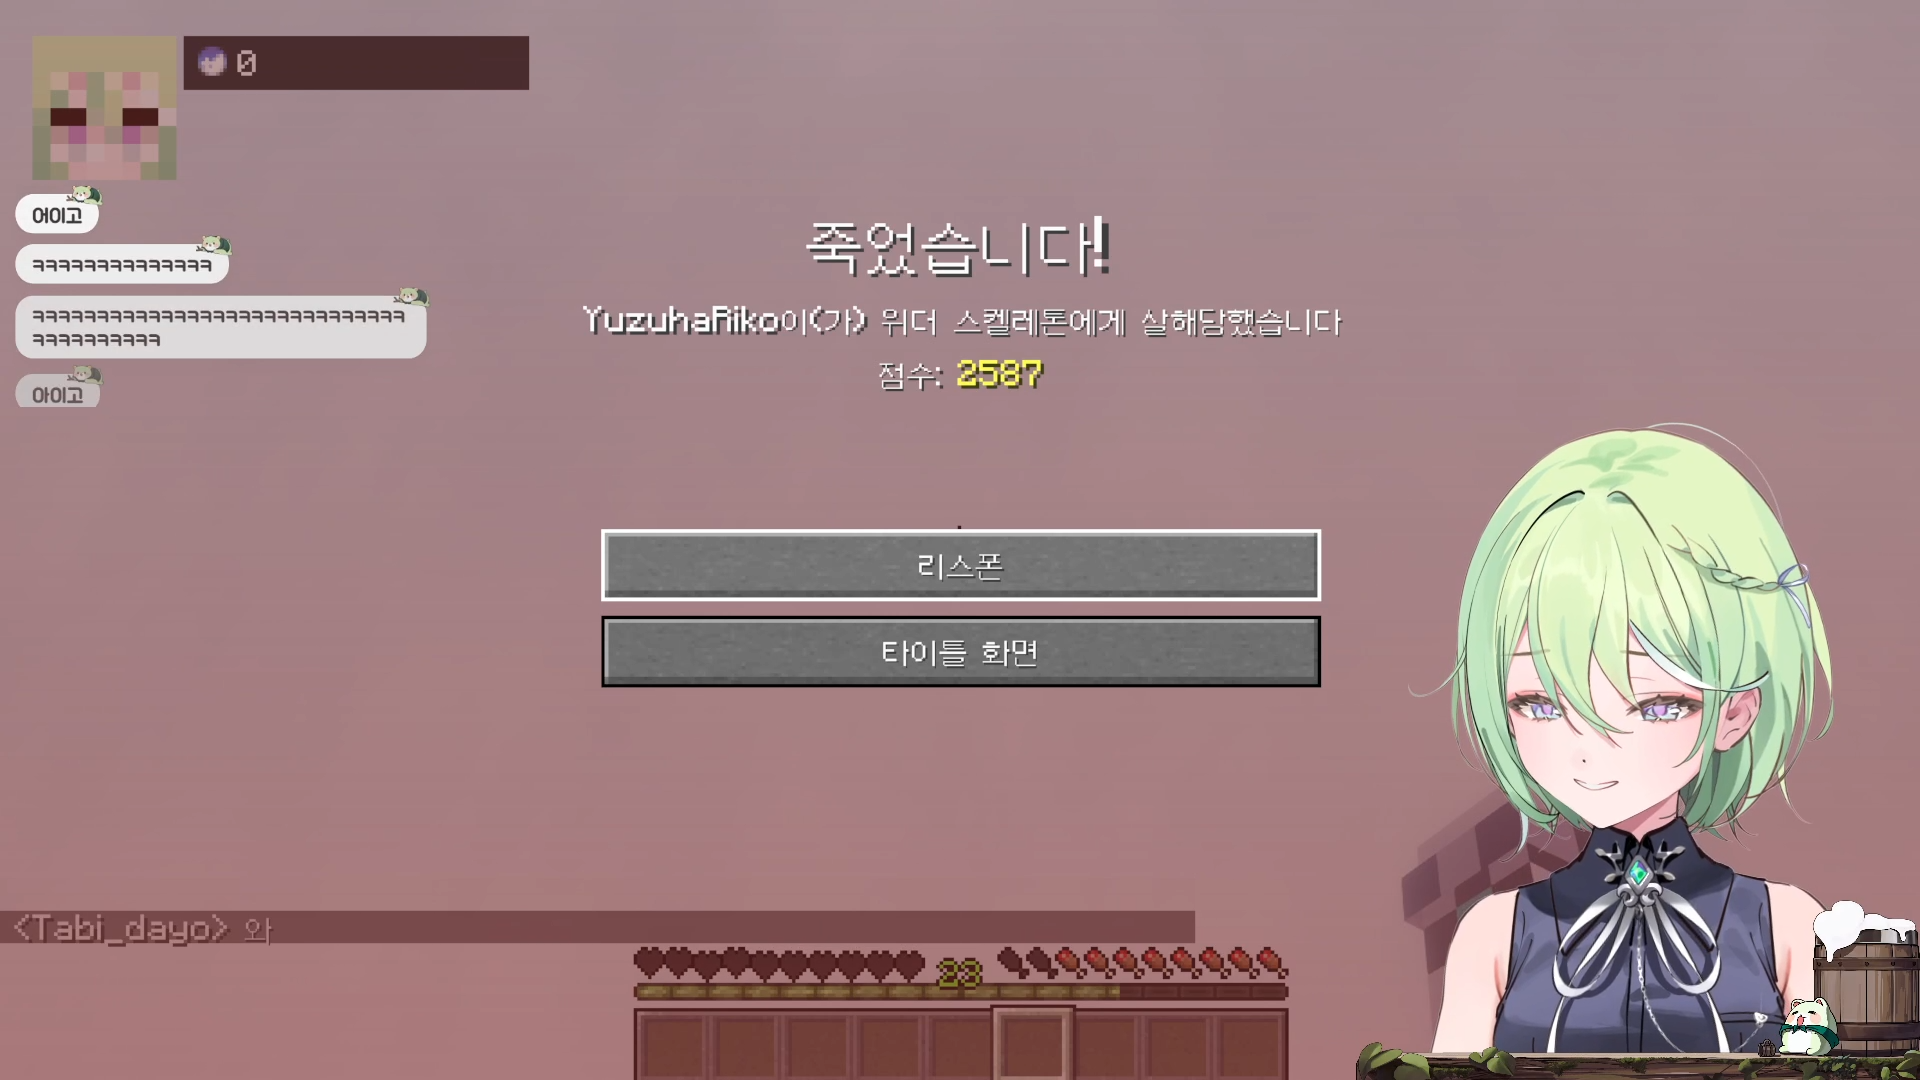 0
어이고
ㅋㅋㅋㅋㅋㅋㅋㅋㅋㅋㅋㅋㅋㅋ
ㅋㅋㅋㅋㅋㅋㅋㅋㅋㅋㅋㅋㅋㅋㅋㅋㅋㅋㅋㅋㅋㅋㅋㅋㅋㅋㅋㅋㅋ
ㅋㅋㅋㅋㅋㅋㅋㅋㅋㅋ
아이고
죽었습니다!
YuzuhaRiko이(가) 위더 스켈레톤에게 살해당했습니다
점수: 2587
리스폰
타이틀 화면
<Tabi_dayo> 와
23